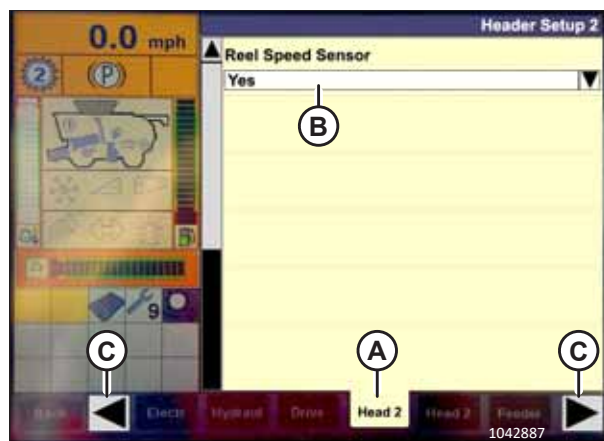 Header Setup 2
0.0 mph
Reel Speed Sensor
2
P
Yes
B
9
C
A
C
Back
Electr
Hydraul
Drive
Head 2
Head 2
Feeder
1042887